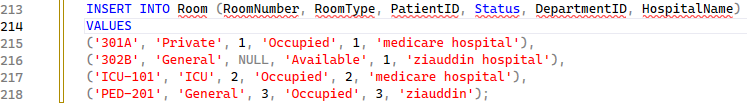 213 INSERT INTO Room (RoomNumber, RoomType, PatientID, Status, DepartmentID, HospitalName)
214 VALUES
215 ('301A', 'Private', 1, 'Occupied', 1, 'medicare hospital'),
216 ('302B', 'General', NULL, 'Available', 1, 'ziauddin hospital'),
217 ('ICU-101', 'ICU', 2, 'Occupied', 2, 'medicare hospital'),
218 ('PED-201', 'General', 3, 'Occupied', 3, 'ziauddin');